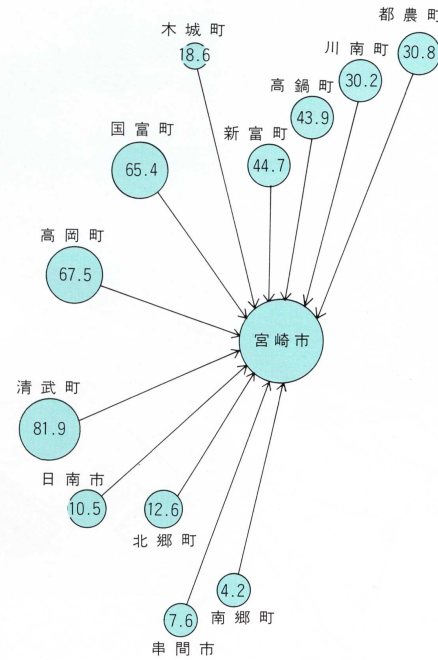 都農町
30.8
木城町
18.6
川南町
30.2
高鍋町
43.9
国富町
65.4
新富町
44.7
高岡町
67.5
宮崎市
清武町
81.9
日南市
10.5
12.6
北郷町
4.2
南郷町
7.6
串間市